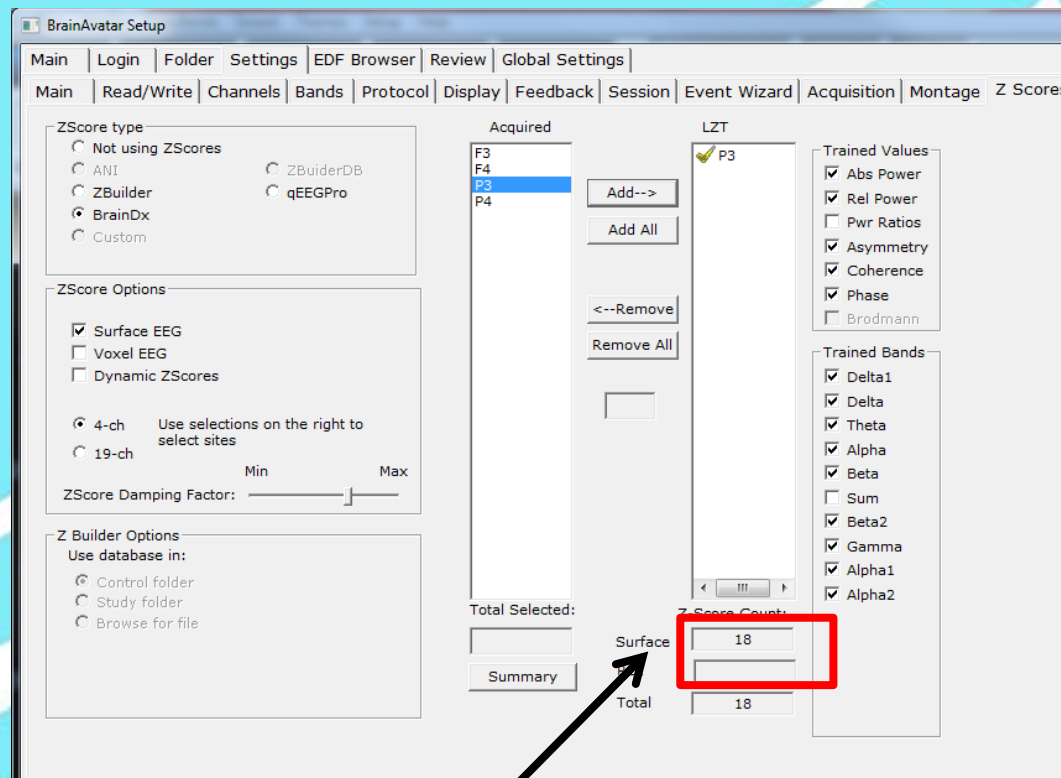 BrainAvatar Setup
Main Login Folder Settings EDF Browser Review Global Settings
Main Read/Write Channels Bands Protocol Display Feedback Session Event Wizard Acquisition Montage Z Scores
ZScore type
Not using ZScores
ANI
ZBuiderDB
ZBuilder
qEEGPro
BrainDx
Custom
ZScore Options
Surface EEG
Voxel EEG
Dynamic ZScores
4-ch
Use selections on the right to
select sites
19-ch
Min Max
ZScore Damping Factor:
Z Builder Options
Use database in:
Control folder
Study folder
Browse for file
Acquired
F3
F4
P3
P4
Add-->
Add All
<--Remove
Remove All
LZT
P3
Total Selected:
Summary
Z-Score Count:
Surface 18
Total 18
Trained Values
Abs Power
Rel Power
Pwr Ratios
Asymmetry
Coherence
Phase
Brodmann
Trained Bands
Delta1
Delta
Theta
Alpha
Beta
Sum
Beta2
Gamma
Alpha1
Alpha2